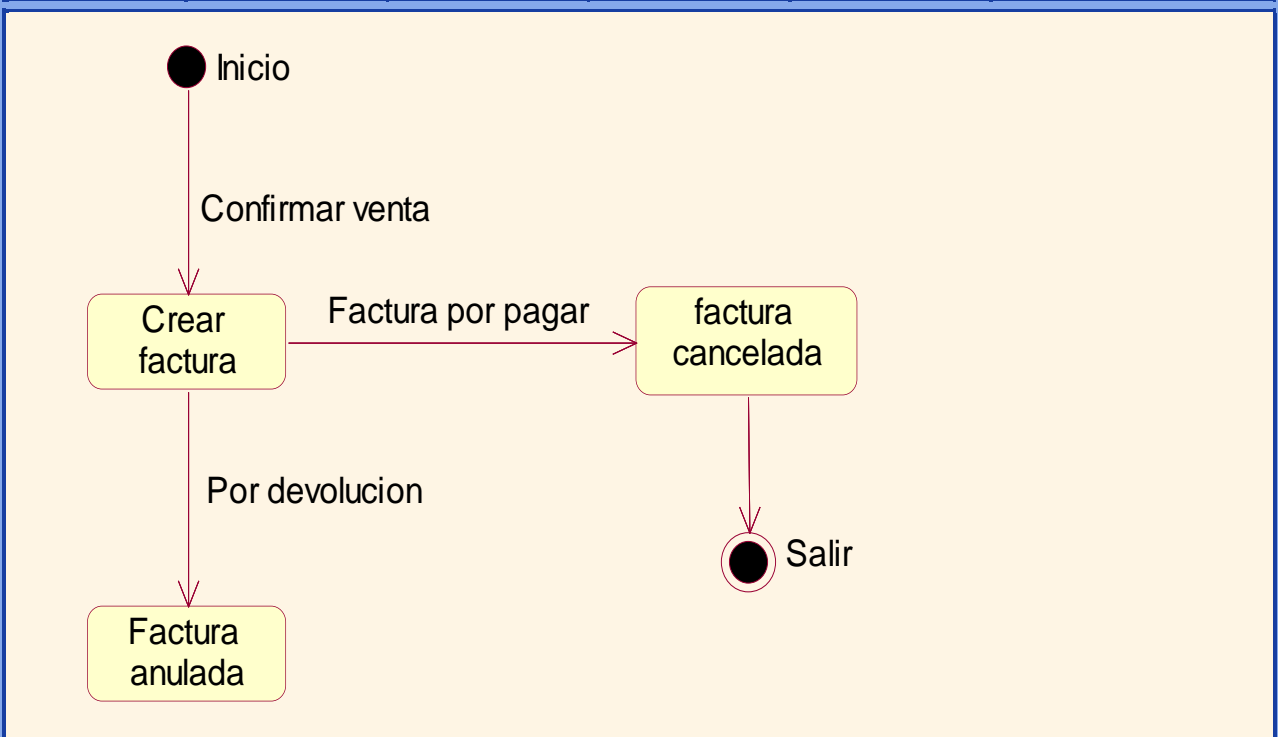 Inicio
Confirmar venta
Crear
factura
Factura por pagar
factura
cancelada
Por devolucion
Salir
Factura
anulada